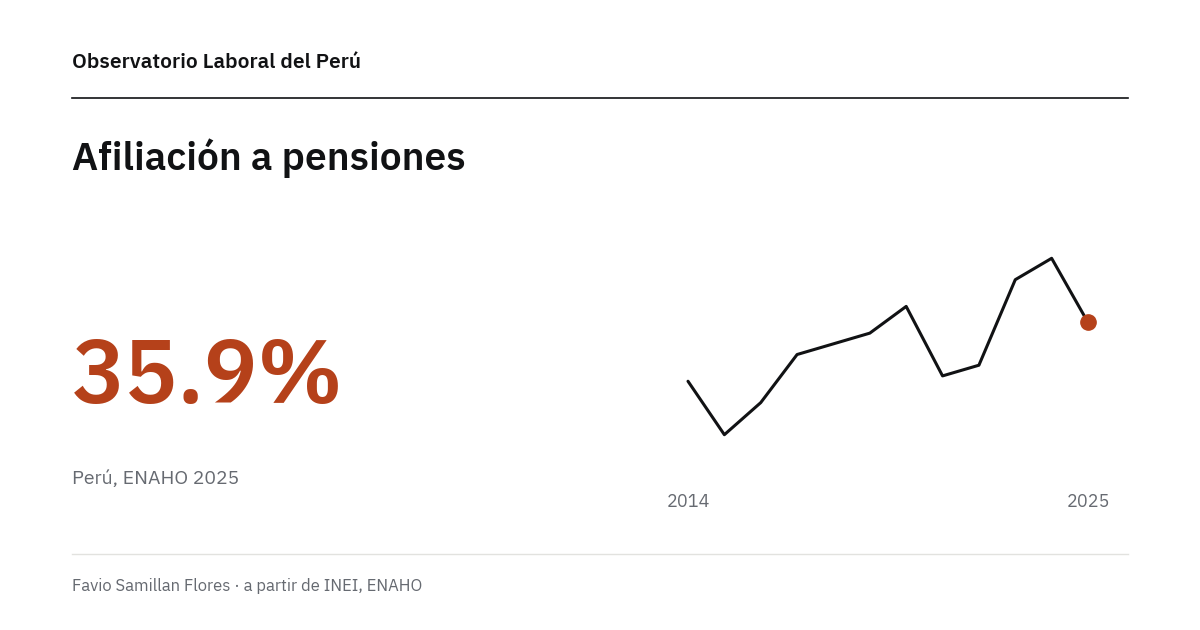 Observatorio Laboral del Perú
Afiliación a pensiones
35.9%
Perú, ENAHO 2025
2014
2025
Favio Samillan Flores · a partir de INEI, ENAHO